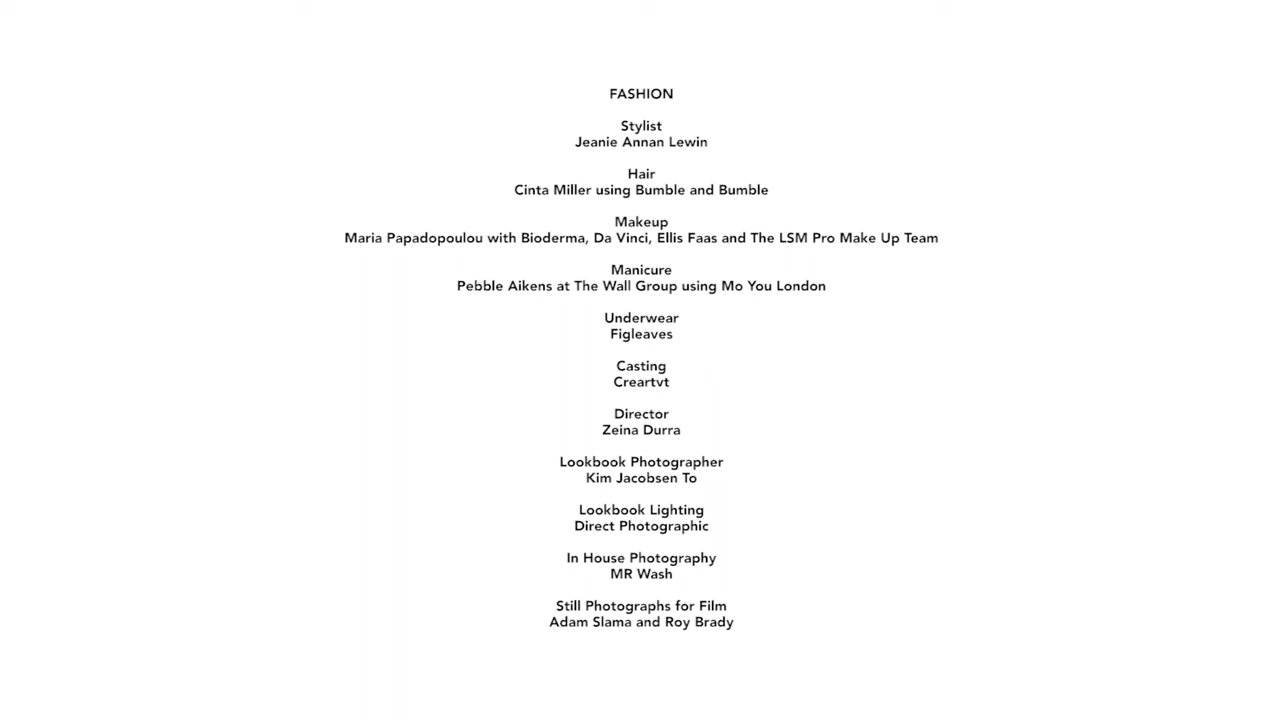 FASHION
Stylist
Jeanie Annan Lewin
Hair
Cinta Miller using Bumble and Bumble
Makeup
Maria Papadopoulou with Bioderma, Da Vinci, Ellis Faas and The LSM Pro Make Up Team
Manicure
Pebble Aikens at The Wall Group using Mo You London
Underwear
Figleaves
Casting
Creartvt
Director
Zeina Durra
Lookbook Photographer
Kim Jacobsen To
Lookbook Lighting
Direct Photographic
In House Photography
MR Wash
Still Photographs for Film
Adam Slama and Roy Brady